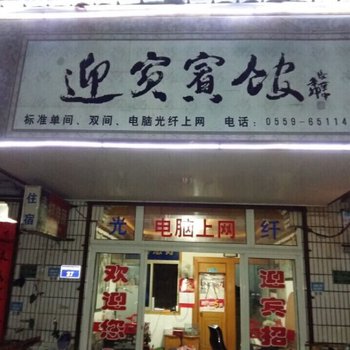 迎宾宾馆
标准单间、双间、电脑光纤上网 电话：0559-65114
住宿
光 电脑上网 纤
欢迎您
迎宾招